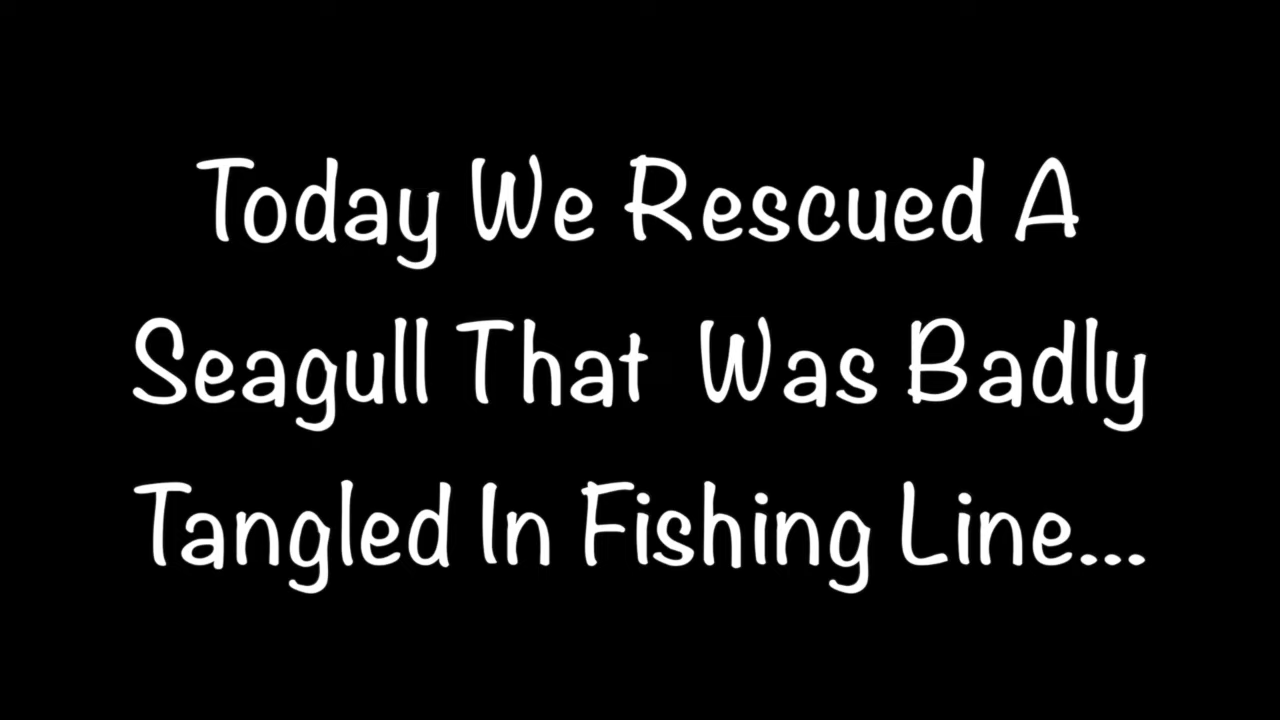 Today We Rescued A
Seagull That Was Badly
Tangled In Fishing Line...